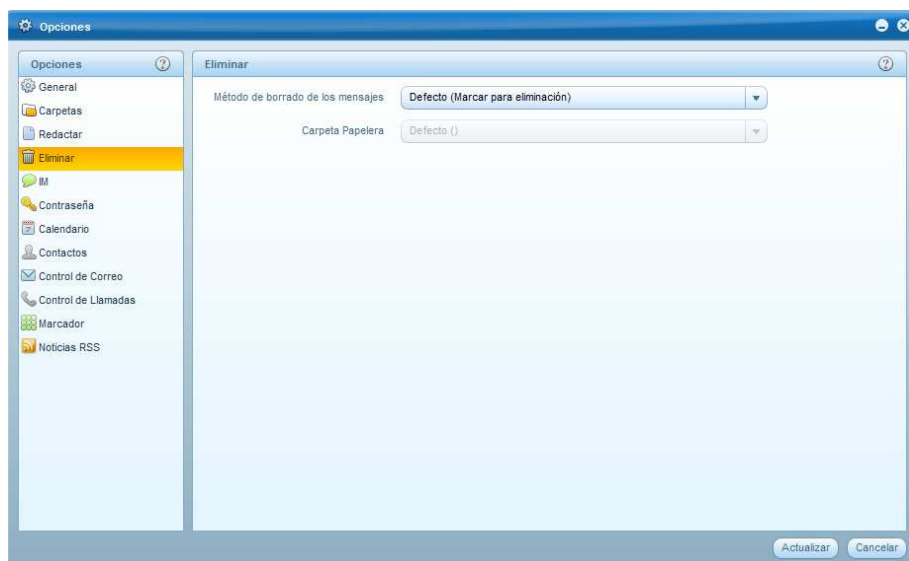 Opciones
Opciones
General
Carpetas
Redactar
Eliminar
IM
Contraseña
Calendario
Contactos
Control de Correo
Control de Llamadas
Marcador
Noticias RSS
Eliminar
Método de borrado de los mensajes Defecto (Marcar para eliminación)
Carpeta Papelera Defecto ()
Actualizar Cancelar